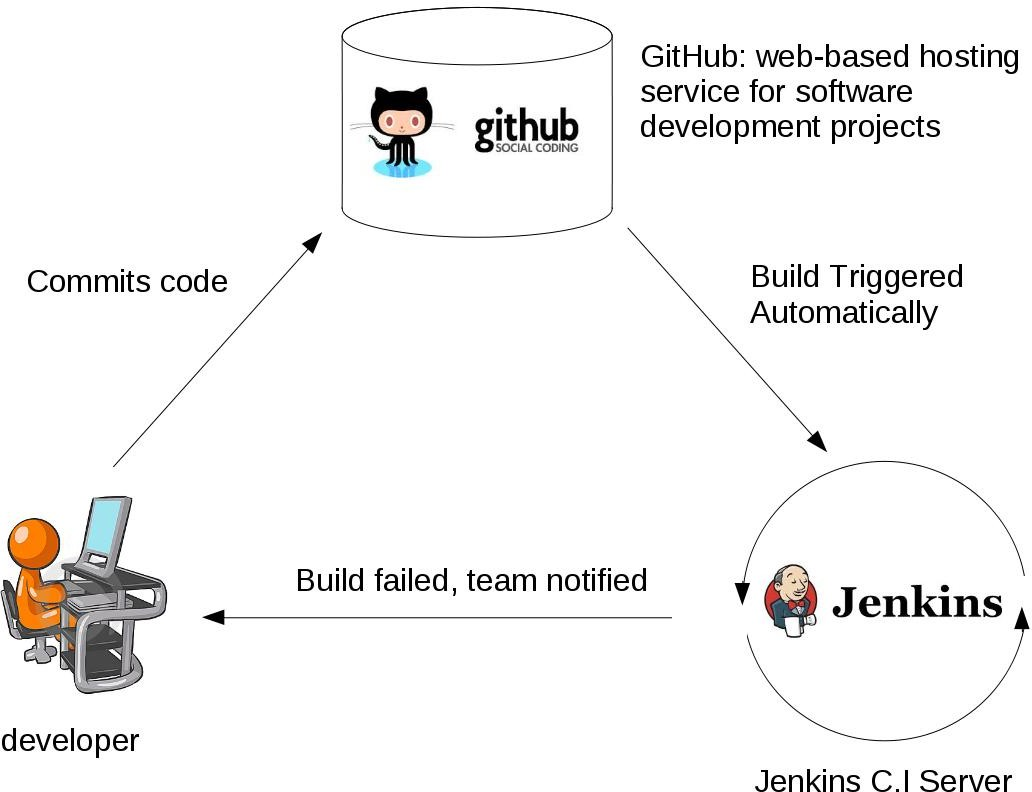 GitHub: web-based hosting
service for software
development projects
github
SOCIAL CODING
Commits code
Build Triggered
Automatically
Build failed, team notified
Jenkins
developer
Jenkins C.I Server